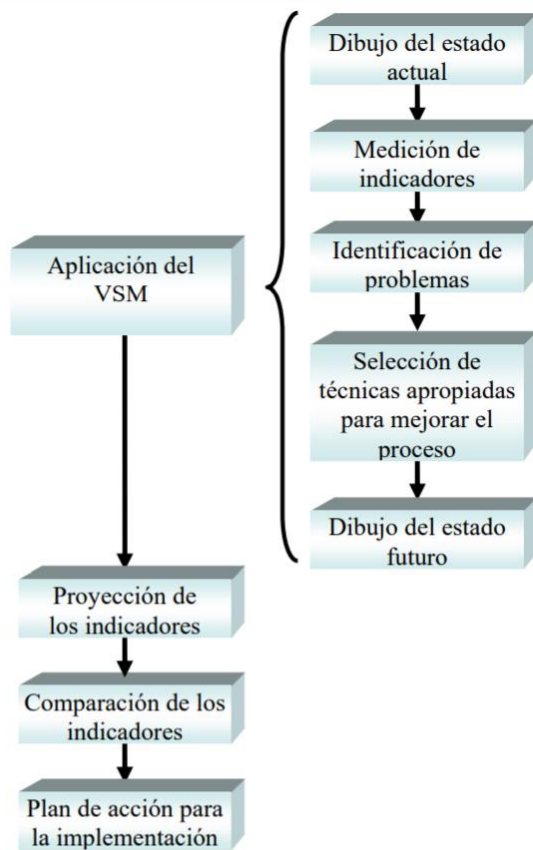 Dibujo del estado
actual
Medición de
indicadores
Identificación de
problemas
Aplicación del
VSM
Selección de
técnicas apropiadas
para mejorar el
proceso
Dibujo del estado
futuro
Proyección de
los indicadores
Comparación de los
indicadores
Plan de acción para
la implementación